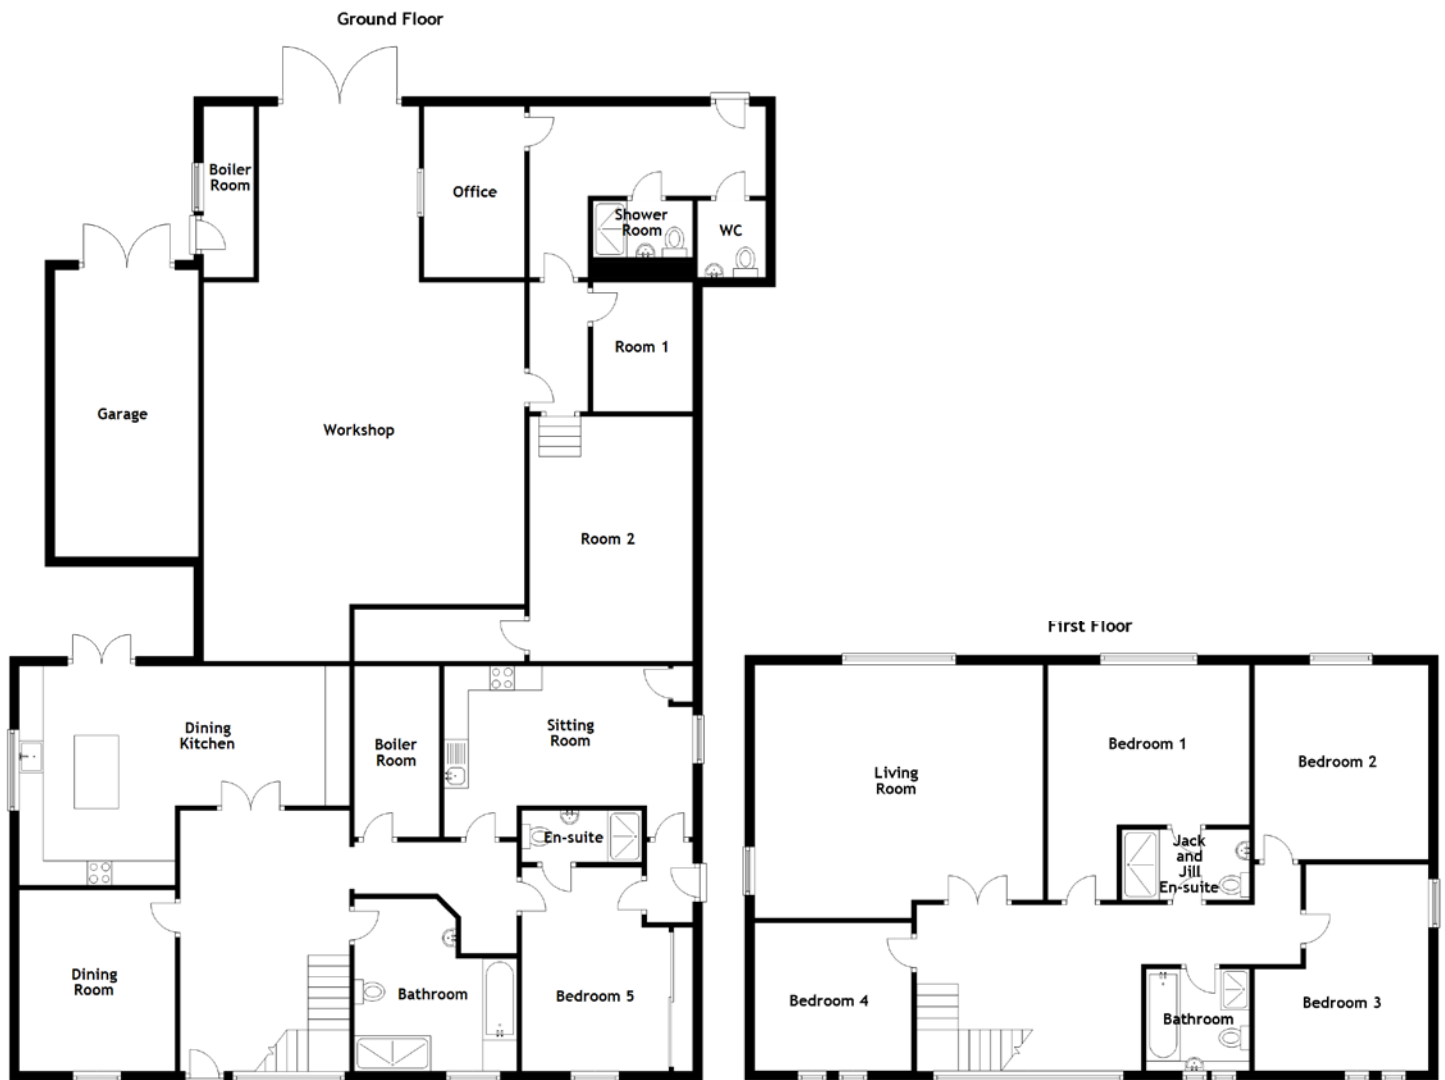 Ground Floor
Boiler
Room
Office
Shower
Room
WC
Room 1
Garage
Workshop
Room 2
Dining
Kitchen
Boiler
Room
Sitting
Room
En-suite
Dining
Room
Bathroom
Bedroom 5
First Floor
Living
Room
Bedroom 1
Bedroom 2
Jack
and
Jill
En-suite
Bedroom 4
Bathroom
Bedroom 3